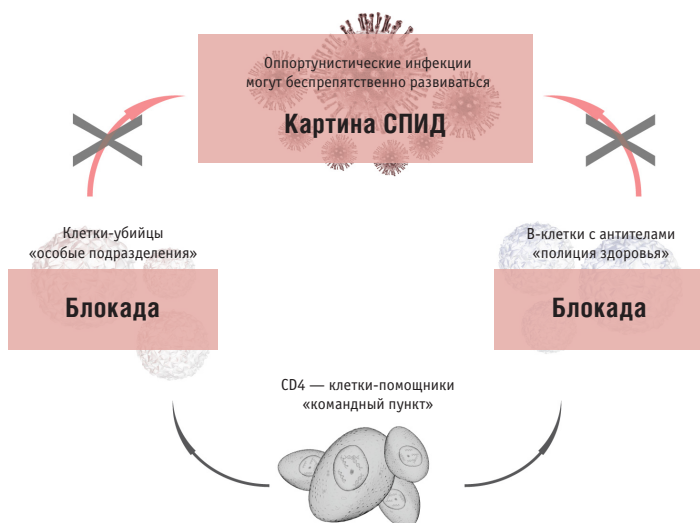 Оппортунистические инфекции
могут беспрепятственно развиваться
Картина СПИД
Клетки-убийцы
«особые подразделения»
Блокада
В-клетки с антителами
«полиция здоровья»
Блокада
CD4 — клетки-помощники
«командный пункт»